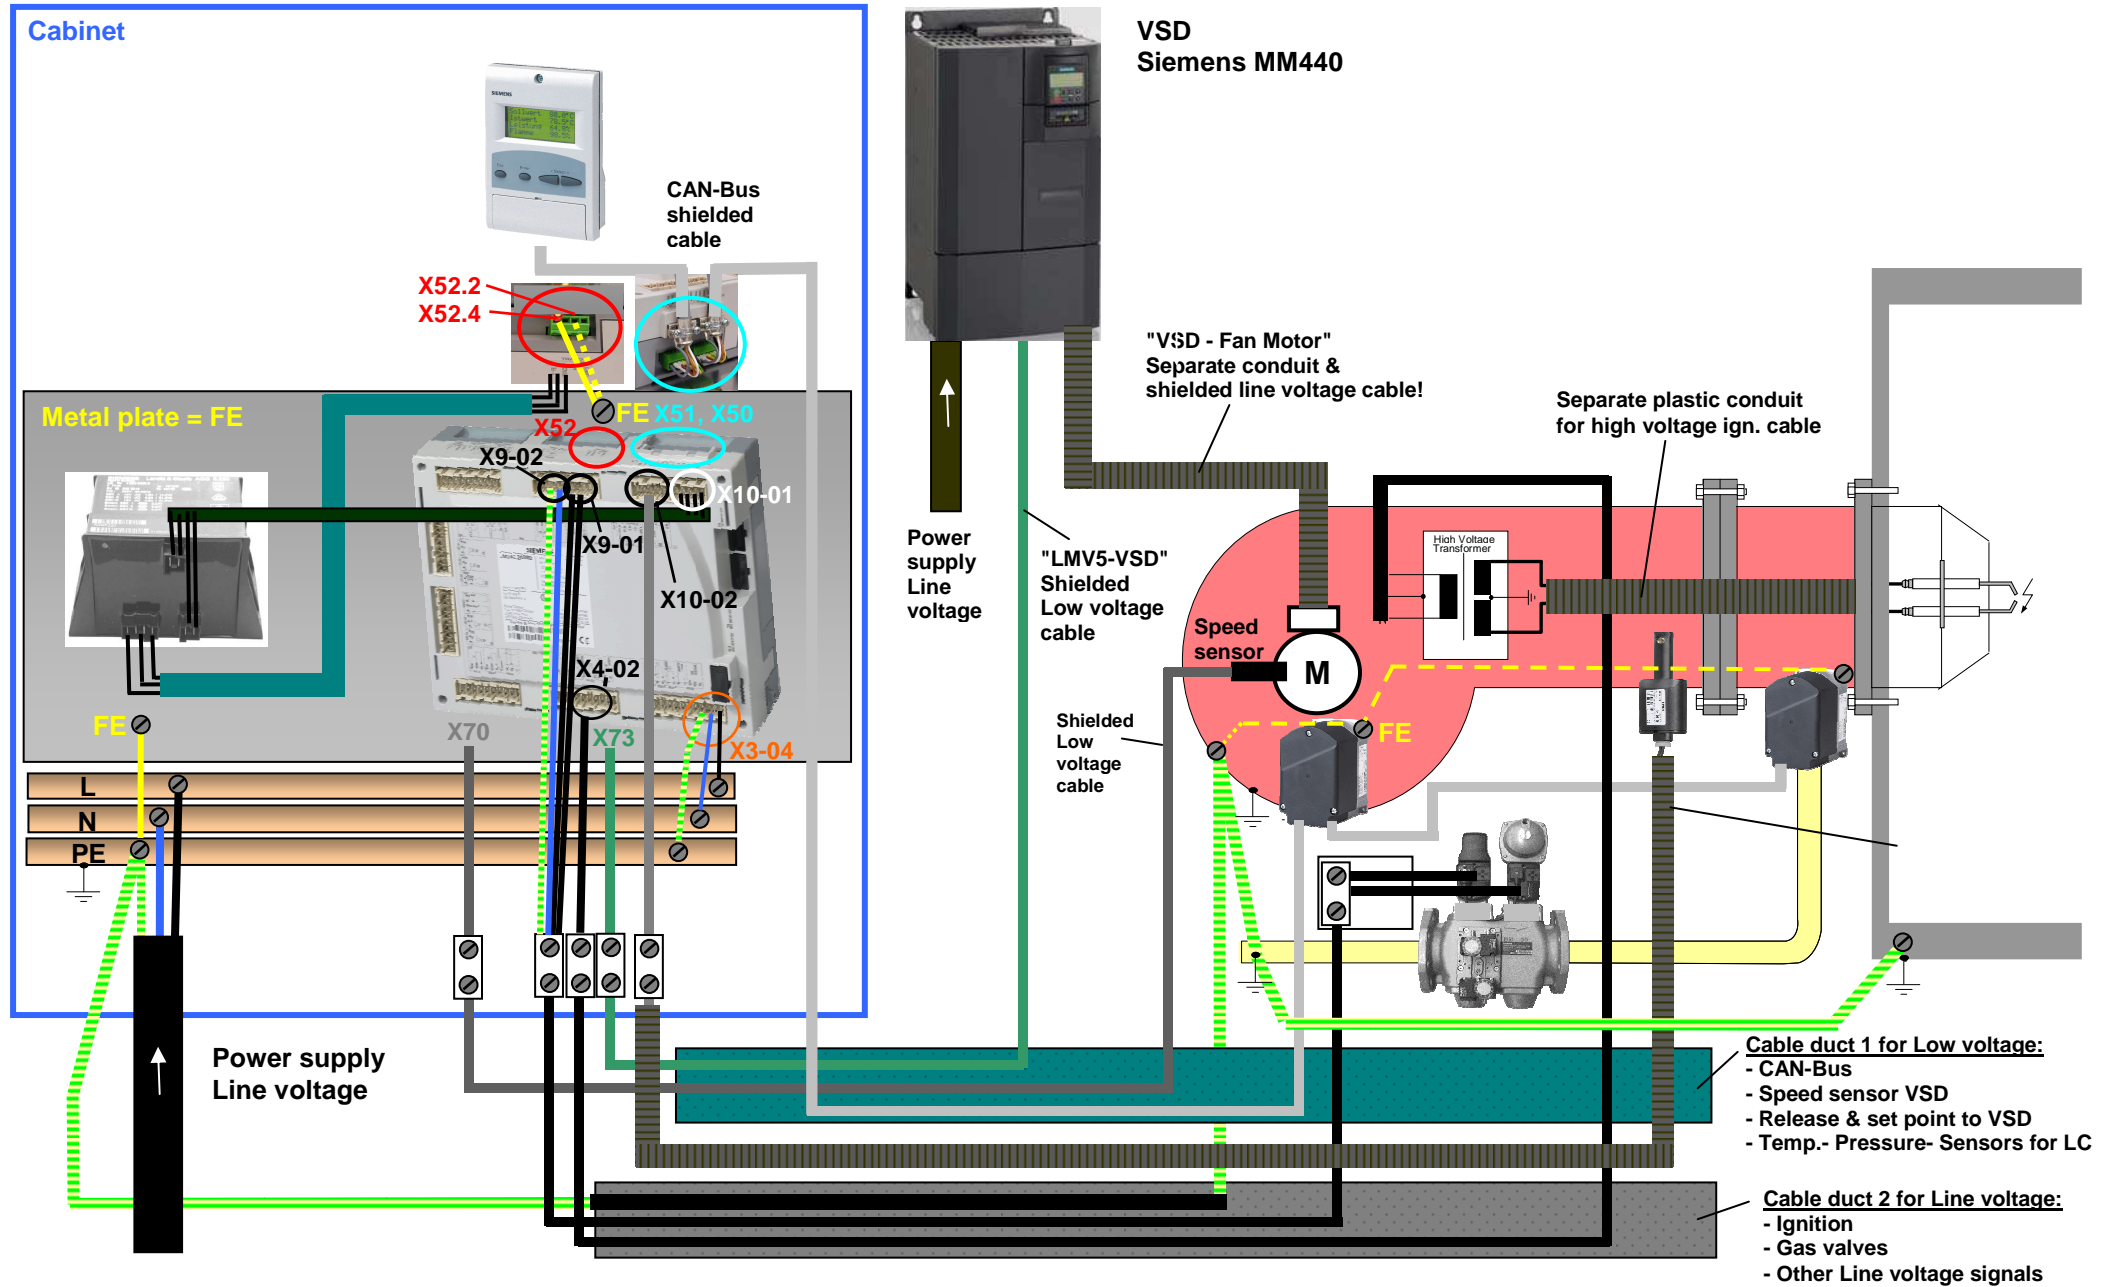 Cabinet
VSD
Siemens MM440
SIEMENS
CAN-Bus
shielded
cable
X52.2
X52.4
"VSD - Fan Motor"
Separate conduit &
shielded line voltage cable!
Separate plastic conduit
for high voltage ign. cable
Metal plate = FE
FE
X51, X50
X52
X9-02
X10-01
X9-01
X10-02
High Voltage
Transformer
Power
supply
Line
voltage
"LMV5-VSD"
Shielded
Low voltage
cable
Speed
sensor
M
X4-02
FE
X70
X73
X3-04
Shielded
Low
voltage
cable
FE
L
N
PE
Power supply
Line voltage
Cable duct 1 for Low voltage:
- CAN-Bus
- Speed sensor VSD
- Release & set point to VSD
- Temp.- Pressure- Sensors for LC
Cable duct 2 for Line voltage:
- Ignition
- Gas valves
- Other Line voltage signals